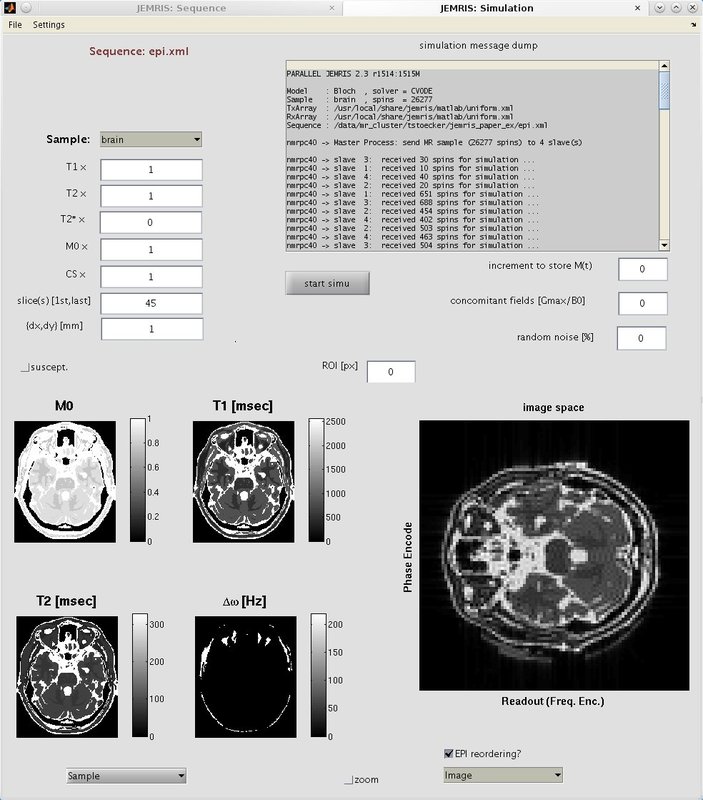 JEMRIS: Sequence
JEMRIS: Simulation
File Settings
Sequence: epi.xml
simulation message dump
PARALLEL JEMRIS 2.3 r1514:1515M
Model : Bloch , solver = CVODE
Sample : brain , spins = 26277
TxArray : /usr/local/share/jemris/matlab/uniform.xml
RxArray : /usr/local/share/jemris/matlab/uniform.xml
Sequence : /data/mr_cluster/tstoecker/jemris_paper_ex/epi.xml
nmrpc40 -> Master Process: send MR sample (26277 spins) to 4 slave(s)
nmrpc40 -> slave 3: received 30 spins for simulation ...
nmrpc40 -> slave 1: received 10 spins for simulation ...
nmrpc40 -> slave 4: received 40 spins for simulation ...
nmrpc40 -> slave 2: received 20 spins for simulation ...
nmrpc40 -> slave 1: received 651 spins for simulation ...
nmrpc40 -> slave 3: received 688 spins for simulation ...
nmrpc40 -> slave 2: received 454 spins for simulation ...
nmrpc40 -> slave 4: received 402 spins for simulation ...
nmrpc40 -> slave 2: received 503 spins for simulation ...
nmrpc40 -> slave 4: received 463 spins for simulation ...
nmrpc40 -> slave 3: received 504 spins for simulation ...
Sample: brain
T1 × 1
T2 × 1
T2* × 0
M0 × 1
CS × 1
slice(s) [1st,last] 45
{dx,dy} [mm] 1
suscept.
start simu
increment to store M(t) 0
concomitant fields [Gmax/B0] 0
random noise [%] 0
ROI [px] 0
M0
1
0.8
0.6
0.4
0.2
0
T1 [msec]
2500
2000
1500
1000
500
0
T2 [msec]
300
200
100
0
Δω [Hz]
200
150
100
50
0
image space
Phase Encode
Readout (Freq. Enc.)
EPI reordering?
Sample
zoom
Image